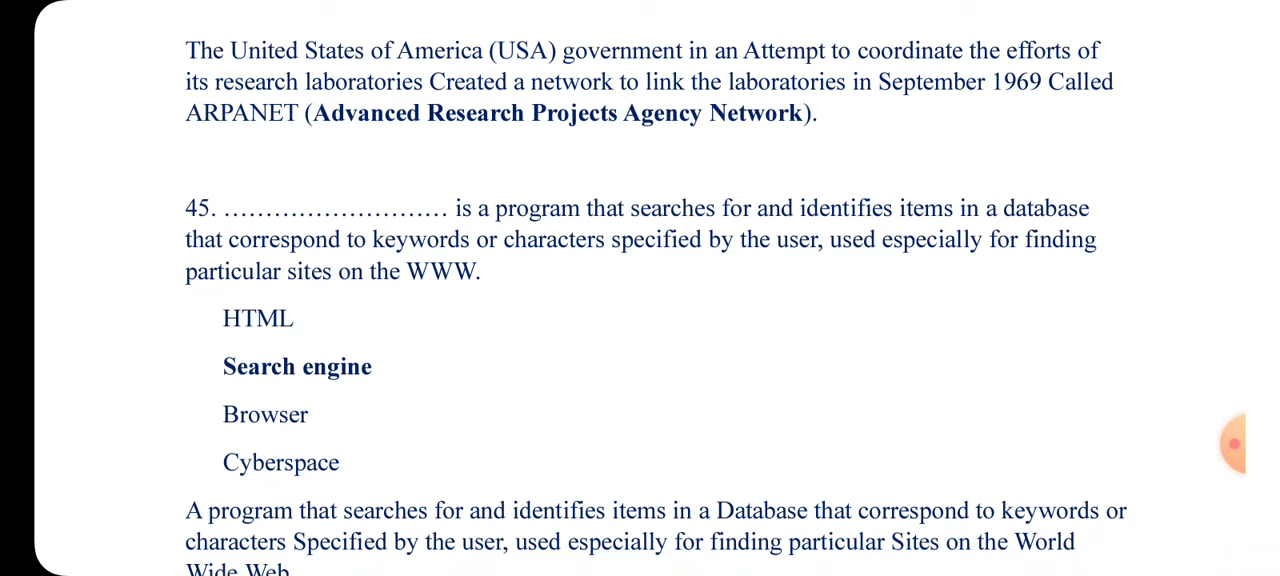 The United States of America (USA) government in an Attempt to coordinate the efforts of
its research laboratories Created a network to link the laboratories in September 1969 Called
ARPANET (Advanced Research Projects Agency Network).
45. ........................... is a program that searches for and identifies items in a database
that correspond to keywords or characters specified by the user, used especially for finding
particular sites on the WWW.
HTML
Search engine
Browser
Cyberspace
A program that searches for and identifies items in a Database that correspond to keywords or
characters Specified by the user, used especially for finding particular Sites on the World
Wide Web